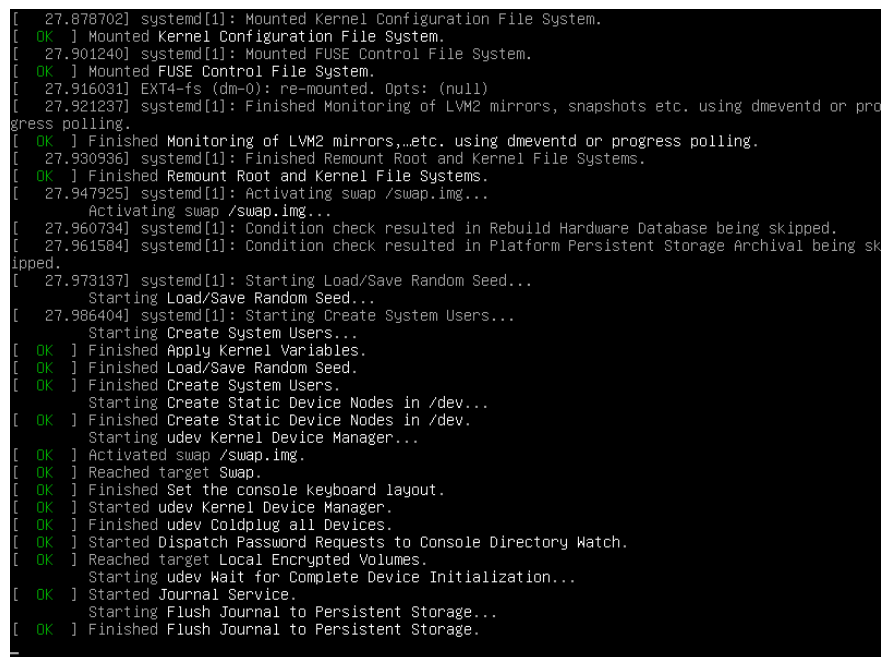 [   27.878702] systemd[1]: Mounted Kernel Configuration File System.
[  OK  ] Mounted Kernel Configuration File System.
[   27.901240] systemd[1]: Mounted FUSE Control File System.
[  OK  ] Mounted FUSE Control File System.
[   27.916031] EXT4-fs (dm-0): re-mounted. Opts: (null)
[   27.921237] systemd[1]: Finished Monitoring of LVM2 mirrors, snapshots etc. using dmeventd or pro
gress polling.
[  OK  ] Finished Monitoring of LVM2 mirrors,…etc. using dmeventd or progress polling.
[   27.930936] systemd[1]: Finished Remount Root and Kernel File Systems.
[  OK  ] Finished Remount Root and Kernel File Systems.
[   27.947925] systemd[1]: Activating swap /swap.img...
         Activating swap /swap.img...
[   27.960734] systemd[1]: Condition check resulted in Rebuild Hardware Database being skipped.
[   27.961584] systemd[1]: Condition check resulted in Platform Persistent Storage Archival being sk
ipped.
[   27.973137] systemd[1]: Starting Load/Save Random Seed...
         Starting Load/Save Random Seed...
[   27.986404] systemd[1]: Starting Create System Users...
         Starting Create System Users...
[  OK  ] Finished Apply Kernel Variables.
[  OK  ] Finished Load/Save Random Seed.
[  OK  ] Finished Create System Users.
         Starting Create Static Device Nodes in /dev...
[  OK  ] Finished Create Static Device Nodes in /dev.
         Starting udev Kernel Device Manager...
[  OK  ] Activated swap /swap.img.
[  OK  ] Reached target Swap.
[  OK  ] Finished Set the console keyboard layout.
[  OK  ] Started udev Kernel Device Manager.
[  OK  ] Finished udev Coldplug all Devices.
[  OK  ] Started Dispatch Password Requests to Console Directory Watch.
[  OK  ] Reached target Local Encrypted Volumes.
         Starting udev Wait for Complete Device Initialization...
[  OK  ] Started Journal Service.
         Starting Flush Journal to Persistent Storage...
[  OK  ] Finished Flush Journal to Persistent Storage.